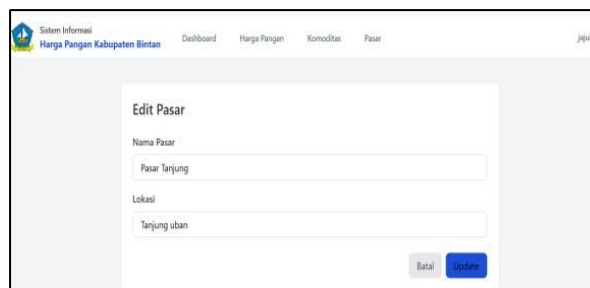 Sistem Informasi
Harga Pangan Kabupaten Bintan
Dashboard Harga Pangan Komoditas Pasar
Edit Pasar
Nama Pasar
Pasar Tanjung
Lokasi
Tanjung uban
Batal Update